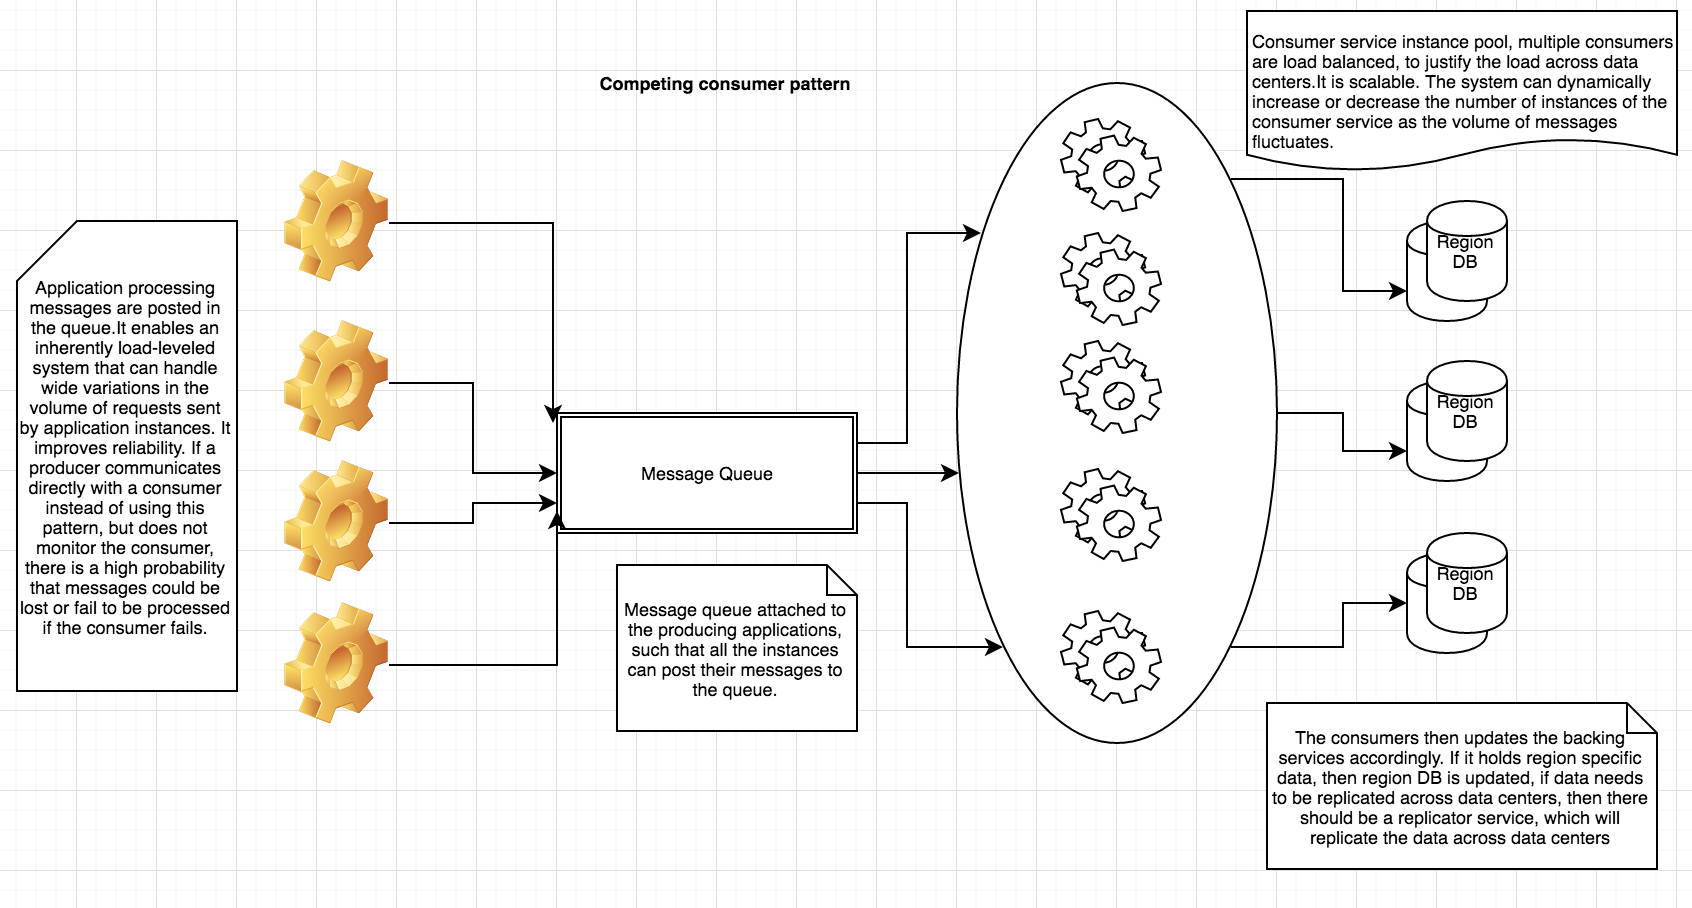 Competing consumer pattern
Consumer service instance pool, multiple consumers
are load balanced, to justify the load across data
centers.It is scalable. The system can dynamically
increase or decrease the number of instances of the
consumer service as the volume of messages
fluctuates.
Application processing
messages are posted in
the queue.It enables an
inherently load-leveled
system that can handle
wide variations in the
volume of requests sent
by application instances. It
improves reliability. If a
producer communicates
directly with a consumer
instead of using this
pattern, but does not
monitor the consumer,
there is a high probability
that messages could be
lost or fail to be processed
if the consumer fails.
Message Queue
Message queue attached to
the producing applications,
such that all the instances
can post their messages to
the queue.
Region
DB
Region
DB
Region
DB
The consumers then updates the backing
services accordingly. If it holds region specific
data, then region DB is updated, if data needs
to be replicated across data centers, then there
should be a replicator service, which will
replicate the data across data centers